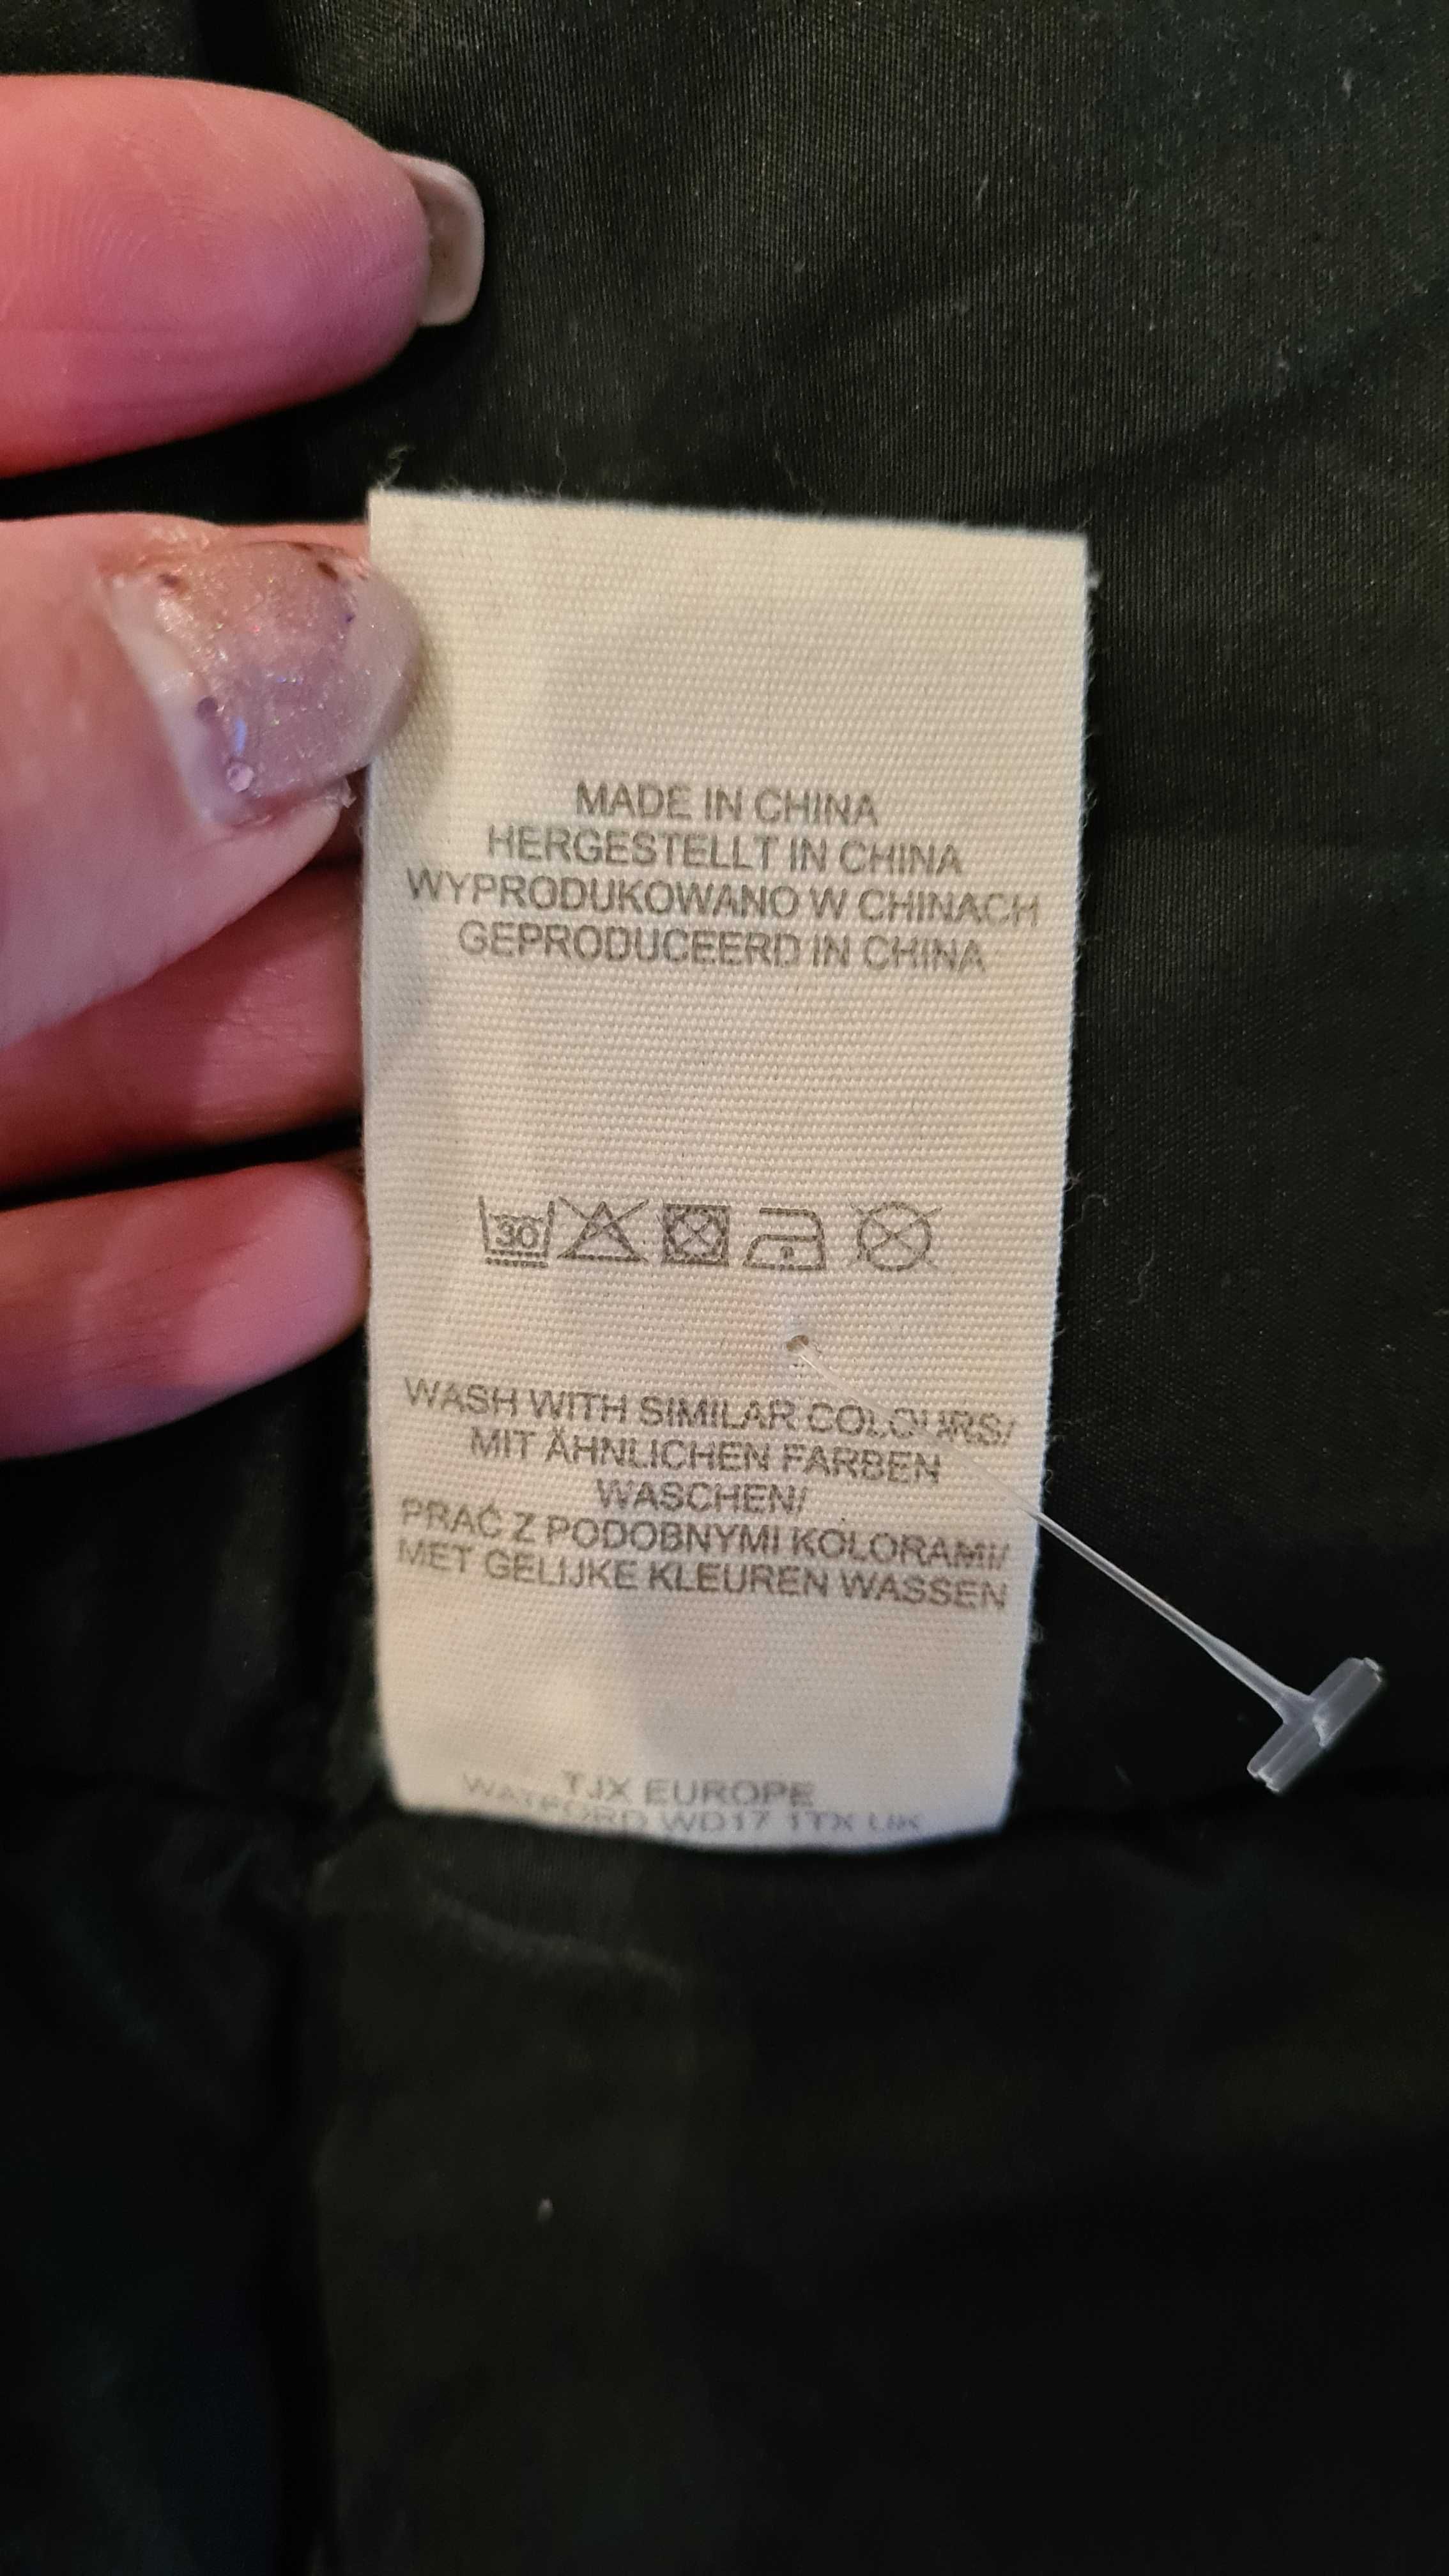 MADE IN CHINA
HERGESTELLT IN CHINA
WYPRODUKOWANO W CHINACH
GEPRODUCEERD IN CHINA
30
WASH WITH SIMILAR COLOURS/
MIT ÄHNLICHEN FARBEN
WASCHEN/
PRAĆ Z PODOBNYMI KOLORAMI/
MET GELIJKE KLEUREN WASSEN
TJX EUROPE
WATFORD WD17 1TX UK